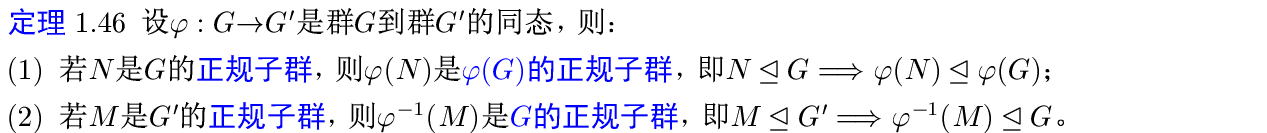 定理 1.46 设φ : G→G′是群G到群G′的同态，则：
(1) 若N是G的正规子群，则φ(N)是φ(G)的正规子群，即N ⊴ G ⟹ φ(N) ⊴ φ(G)；
(2) 若M是G′的正规子群，则φ⁻¹(M)是G的正规子群，即M ⊴ G′ ⟹ φ⁻¹(M) ⊴ G。